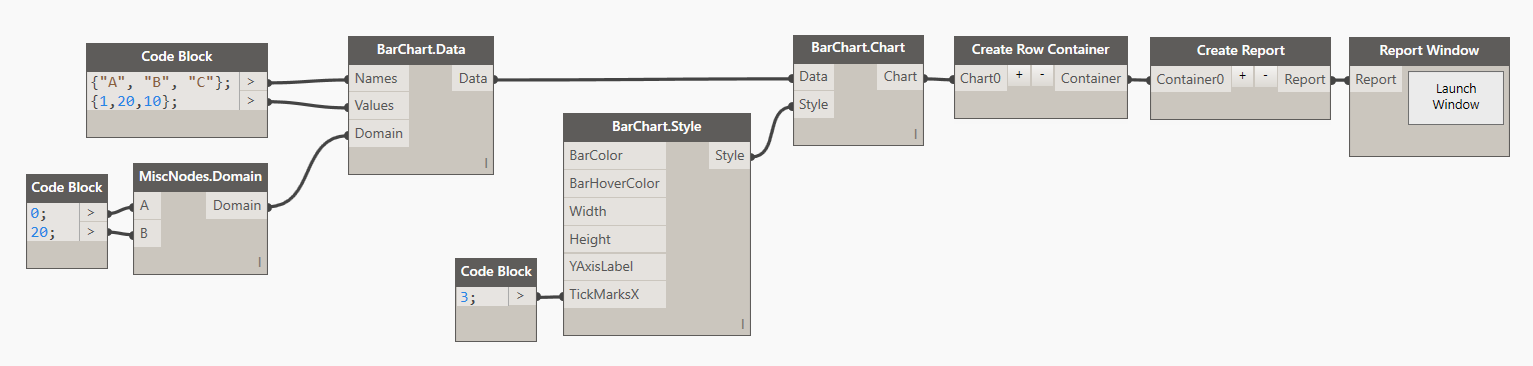 Code Block
{"A", "B", "C"}; >
{1,20,10}; >
BarChart.Data
Names Data
Values
Domain
Code Block
0; >
20; >
MiscNodes.Domain
A Domain
B
Code Block
3; >
BarChart.Style
BarColor Style
BarHoverColor
Width
Height
YAxisLabel
TickMarksX
BarChart.Chart
Data Chart
Style
Create Row Container
Chart0 + - Container
Create Report
Container0 + - Report
Report Window
Report Launch
Window